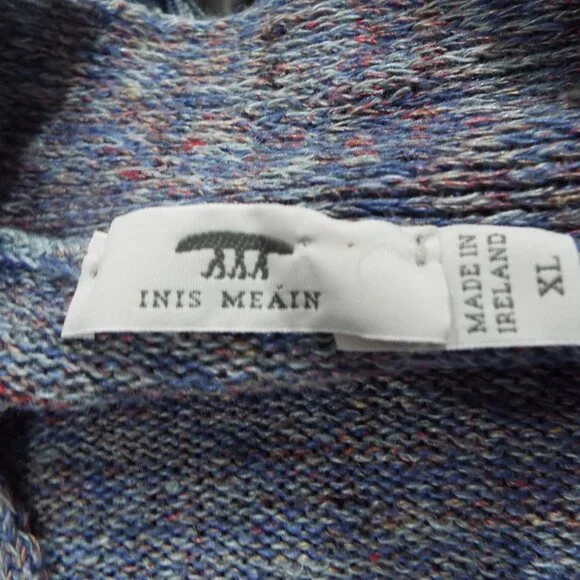 INIS MEÁIN
MADE IN
IRELAND
XL